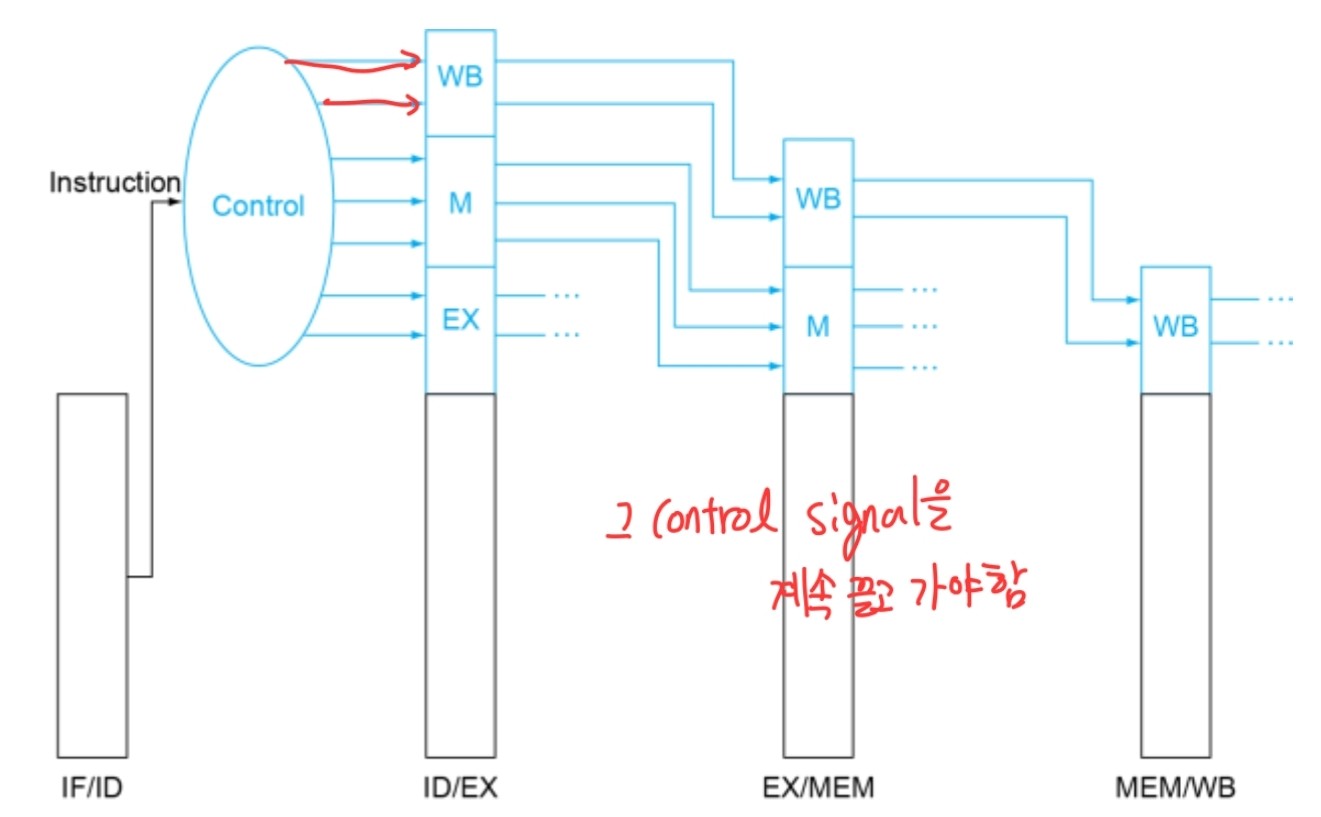 WB
Instruction
Control
M
EX
WB
M
WB
...
...
...
...
...
...
...
그 control signal을
계속 끌고 가야함
IF/ID
ID/EX
EX/MEM
MEM/WB